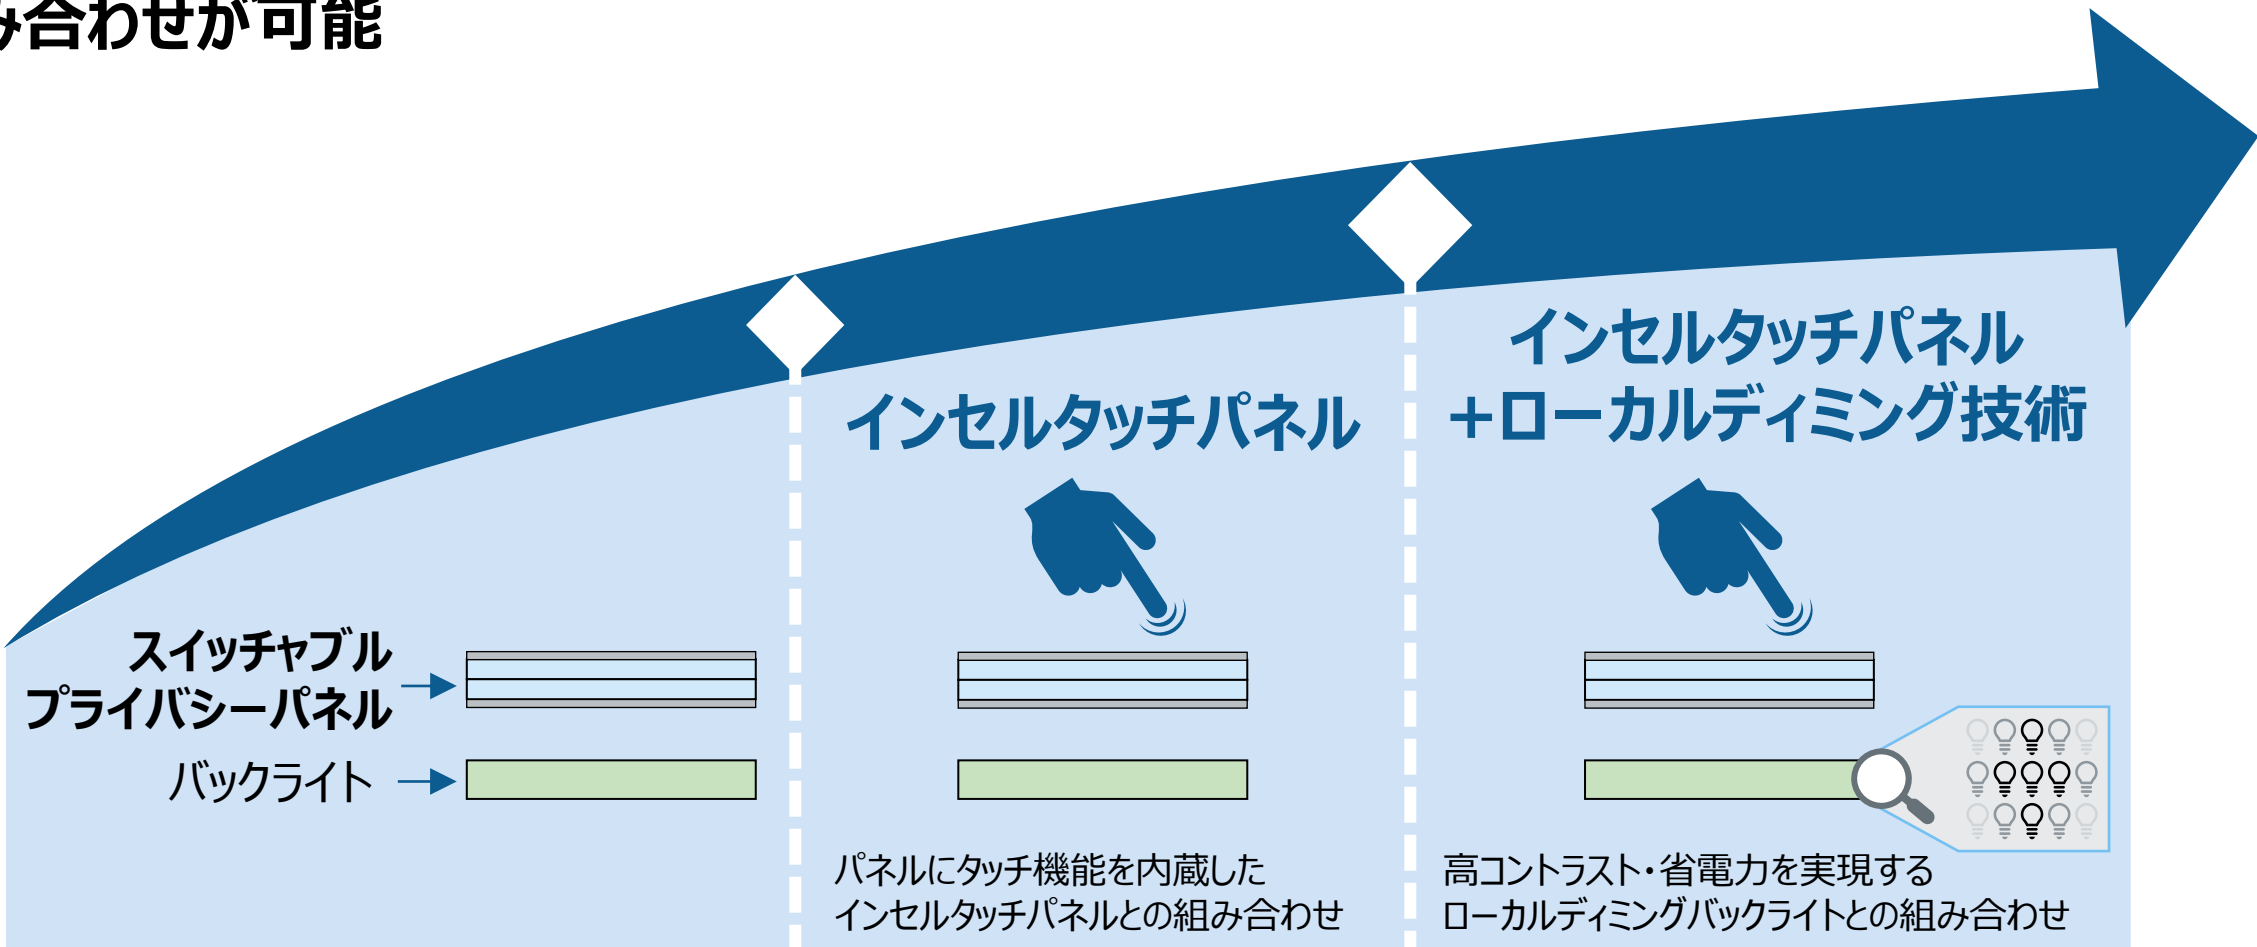 み合わせが可能
インセルタッチパネル
インセルタッチパネル
+ローカルディミング技術
スイッチャブル
プライバシーパネル
バックライト
パネルにタッチ機能を内蔵した
インセルタッチパネルとの組み合わせ
高コントラスト・省電力を実現する
ローカルディミングバックライトとの組み合わせ